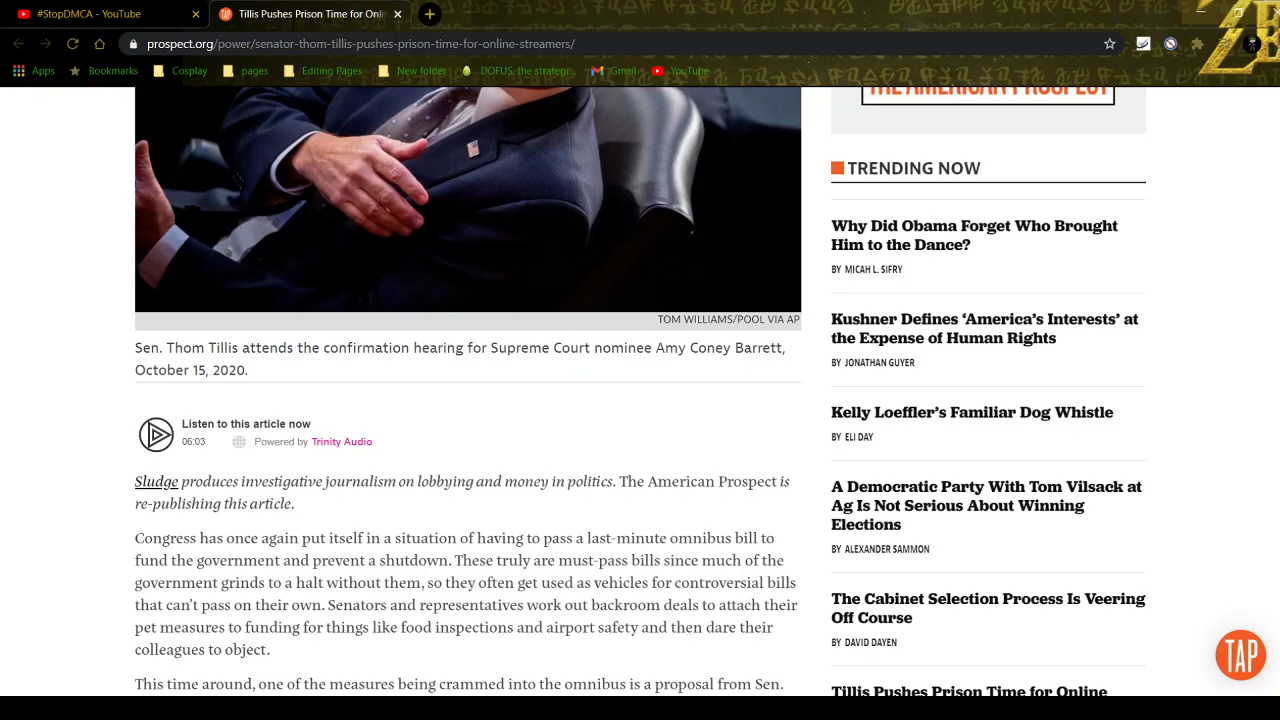 #StopDMCA - YouTube
Tillis Pushes Prison Time for Onli
prospect.org/power/senator-thom-tillis-pushes-prison-time-for-online-streamers/
Apps Bookmarks Cosplay pages Editing Pages New folder DOFUS, the strategi... Gmail YouTube
THE AMERICAN PROSPECT
TOM WILLIAMS/POOL VIA AP
Sen. Thom Tillis attends the confirmation hearing for Supreme Court nominee Amy Coney Barrett,
October 15, 2020.
Listen to this article now
06:03 Powered by Trinity Audio
Sludge produces investigative journalism on lobbying and money in politics. The American Prospect is
re-publishing this article.
Congress has once again put itself in a situation of having to pass a last-minute omnibus bill to
fund the government and prevent a shutdown. These truly are must-pass bills since much of the
government grinds to a halt without them, so they often get used as vehicles for controversial bills
that can't pass on their own. Senators and representatives work out backroom deals to attach their
pet measures to funding for things like food inspections and airport safety and then dare their
colleagues to object.
This time around, one of the measures being crammed into the omnibus is a proposal from Sen.
TRENDING NOW
Why Did Obama Forget Who Brought
Him to the Dance?
BY MICAH L. SIFRY
Kushner Defines ‘America’s Interests’ at
the Expense of Human Rights
BY JONATHAN GUYER
Kelly Loeffler’s Familiar Dog Whistle
BY ELI DAY
A Democratic Party With Tom Vilsack at
Ag Is Not Serious About Winning
Elections
BY ALEXANDER SAMMON
The Cabinet Selection Process Is Veering
Off Course
BY DAVID DAYEN
Tillis Pushes Prison Time for Online
TAP